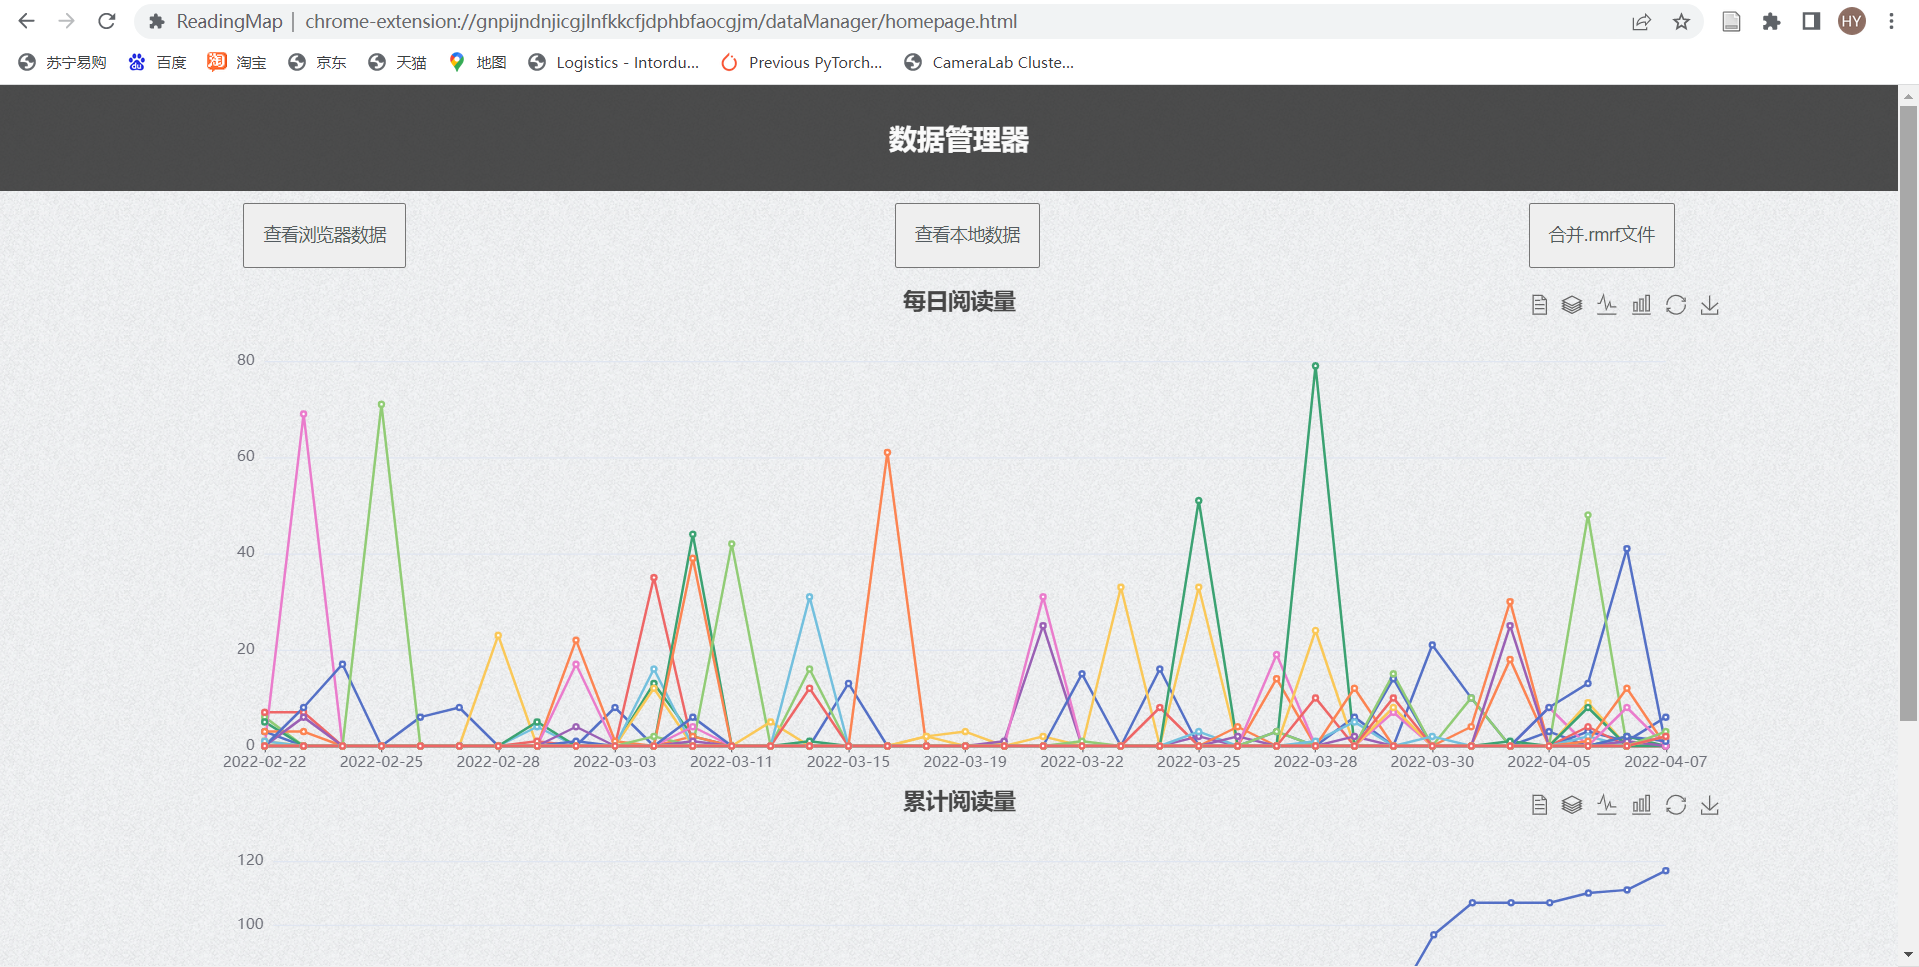 ReadingMap | chrome-extension://gnpijndnjicgjlnfkkcfjdphbfaocgjm/dataManager/homepage.html
HY
苏宁易购 百度 淘宝 京东 天猫 地图 Logistics - Intordu... Previous PyTorch... CameraLab Cluste...
数据管理器
查看浏览器数据 查看本地数据 合并.rmrf文件
每日阅读量
80
60
40
20
0
2022-02-22 2022-02-25 2022-02-28 2022-03-03 2022-03-11 2022-03-15 2022-03-19 2022-03-22 2022-03-25 2022-03-28 2022-03-30 2022-04-05 2022-04-07
累计阅读量
120
100